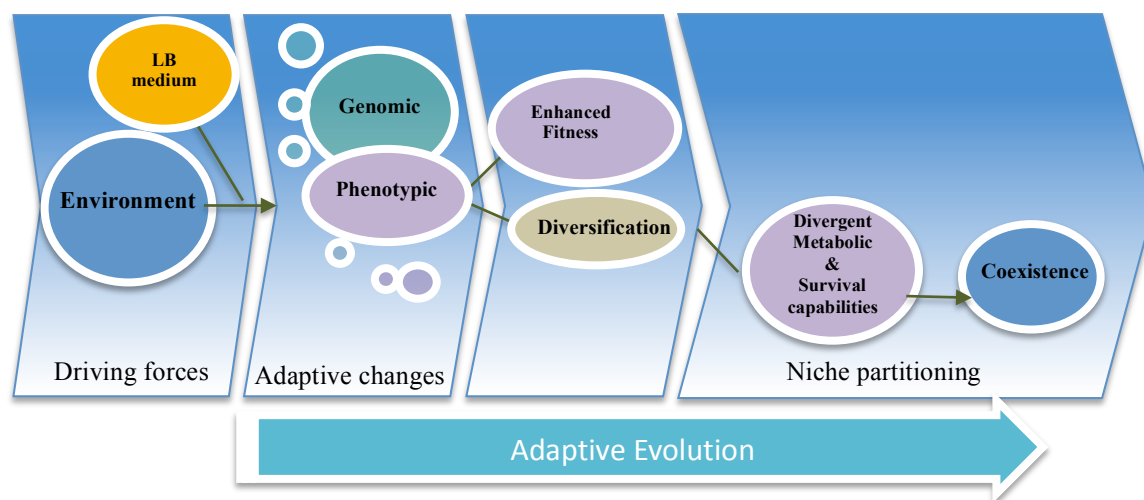 LB
medium
Environment
Driving forces
Genomic
Phenotypic
Adaptive changes
Enhanced
Fitness
Diversification
Divergent
Metabolic
&
Survival
capabilities
Coexistence
Niche partitioning
Adaptive Evolution